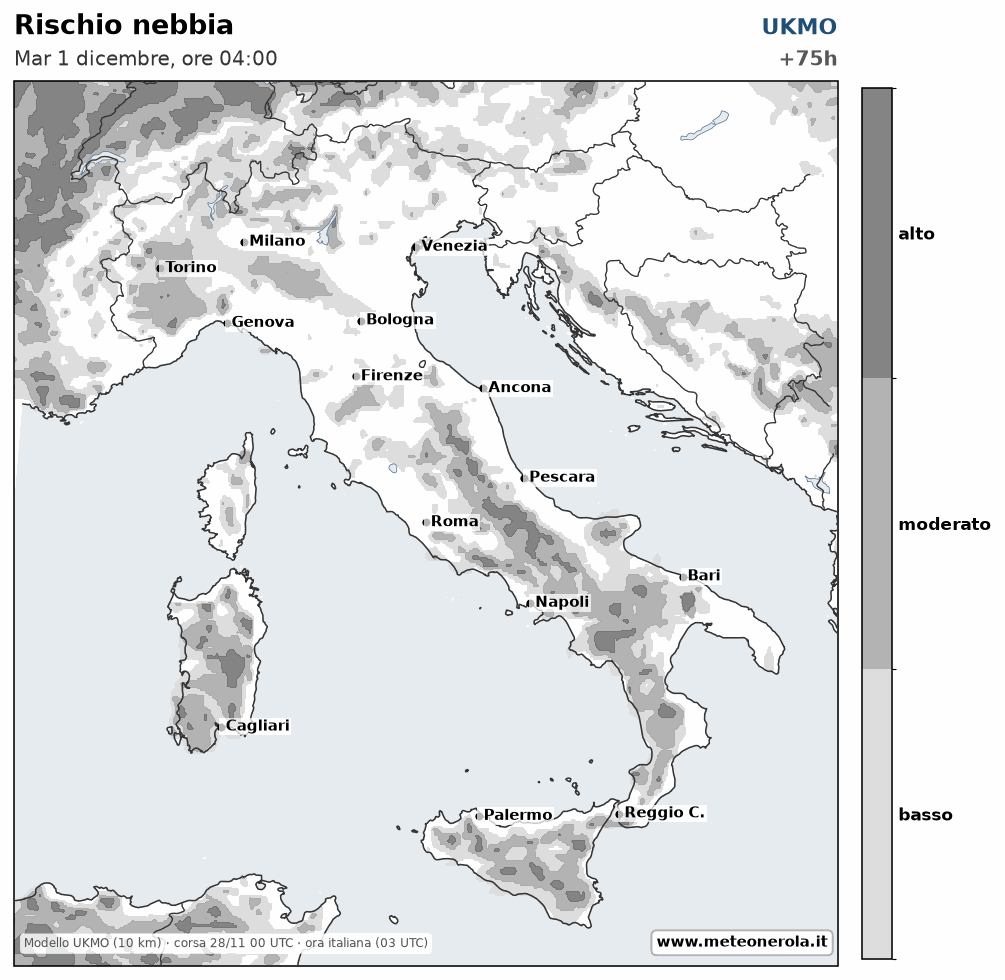 Rischio nebbia
UKMO
Mar 1 dicembre, ore 04:00
+75h
alto
Venezia
Milano
Torino
Bologna
Genova
Firenze
Ancona
Pescara
Roma
moderato
Bari
Napoli
Cagliari
Reggio C.
Palermo
basso
Modello UKMO (10 km) · corsa 28/11 00 UTC · ora italiana (03 UTC)
www.meteonerola.it